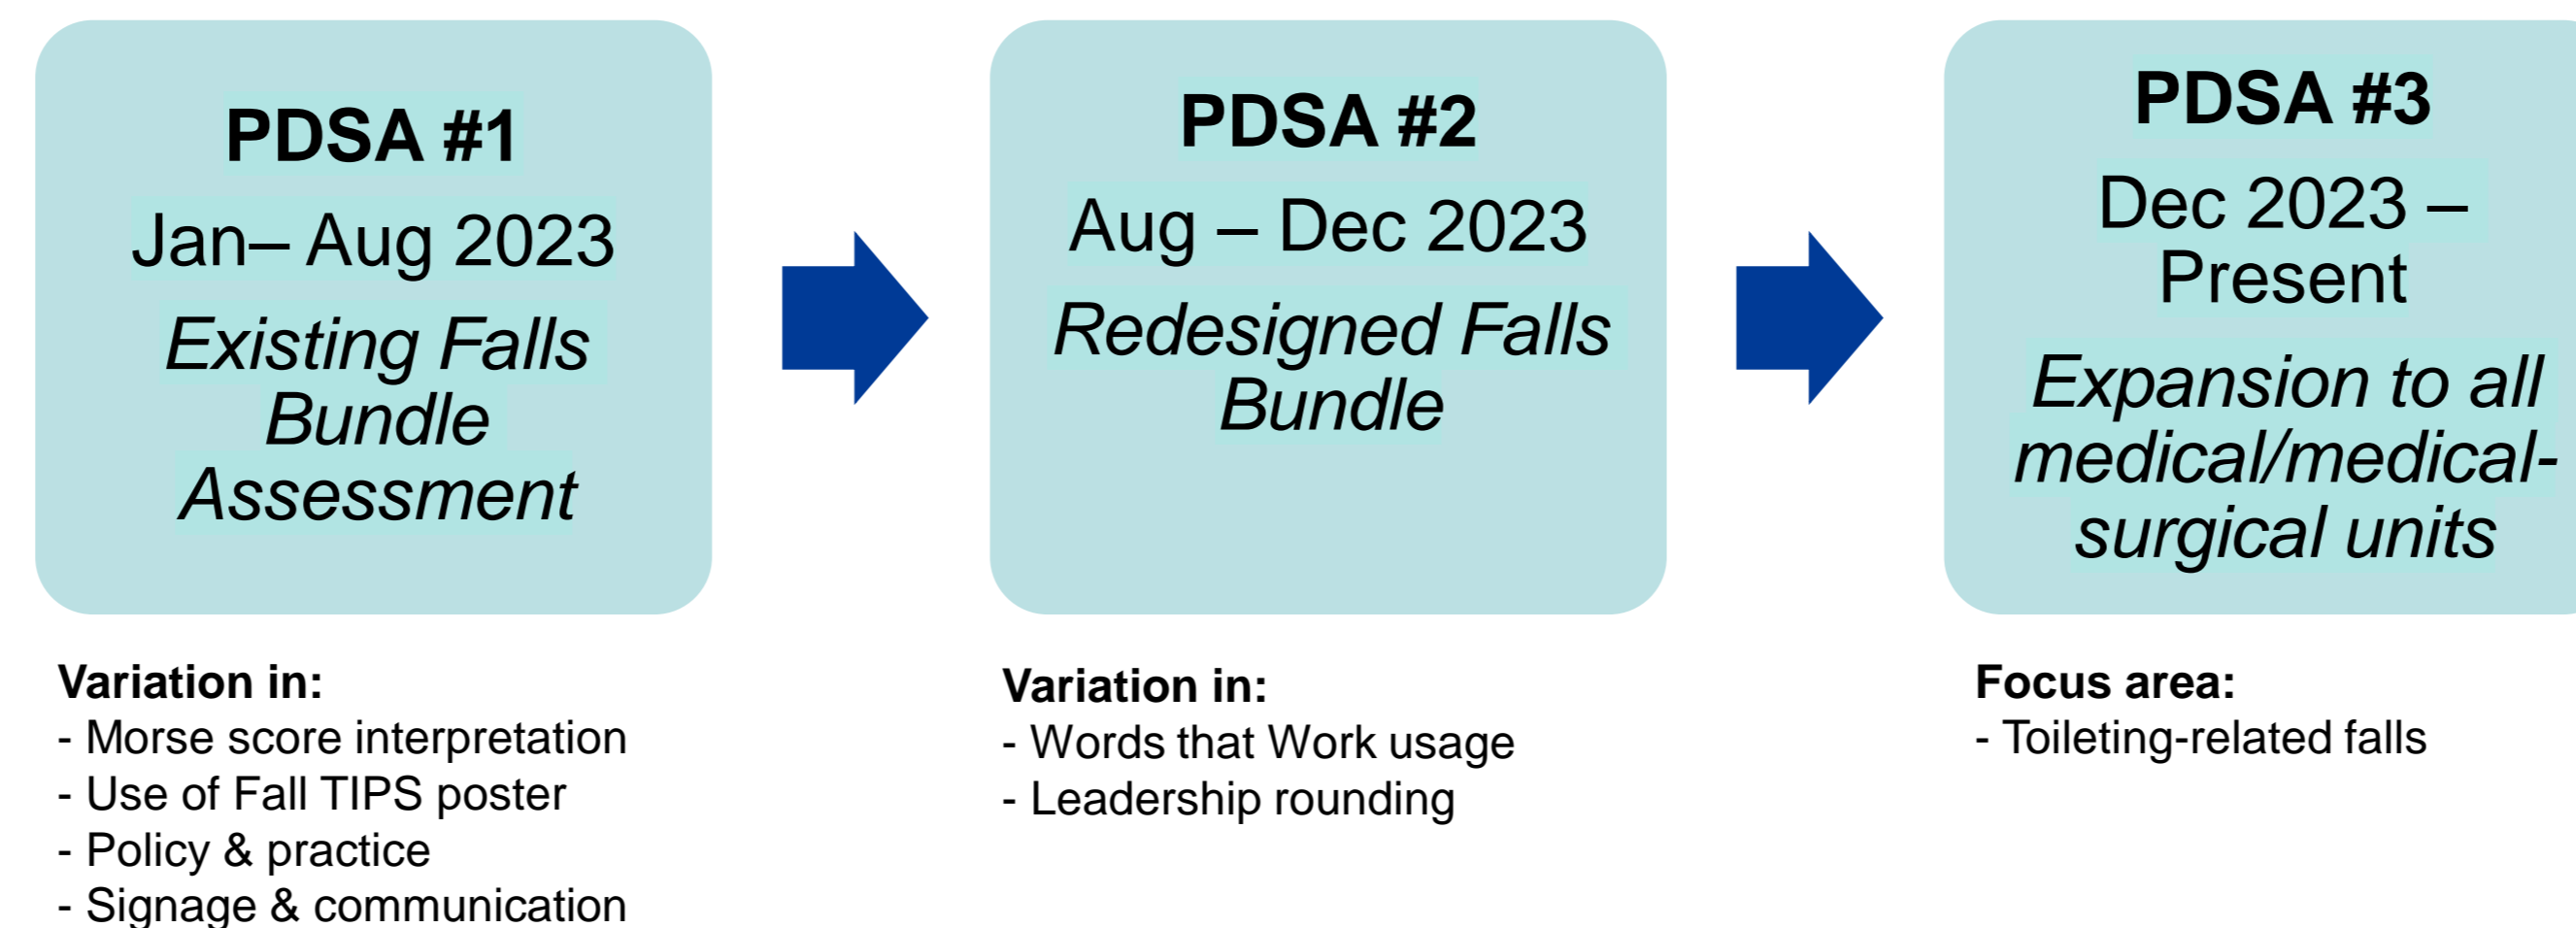 PDSA #1
Jan– Aug 2023
Existing Falls
Bundle
Assessment
Variation in:
- Morse score interpretation
- Use of Fall TIPS poster
- Policy & practice
- Signage & communication
PDSA #2
Aug – Dec 2023
Redesigned Falls
Bundle
Variation in:
- Words that Work usage
- Leadership rounding
PDSA #3
Dec 2023 –
Present
Expansion to all
medical/medical-
surgical units
Focus area:
- Toileting-related falls